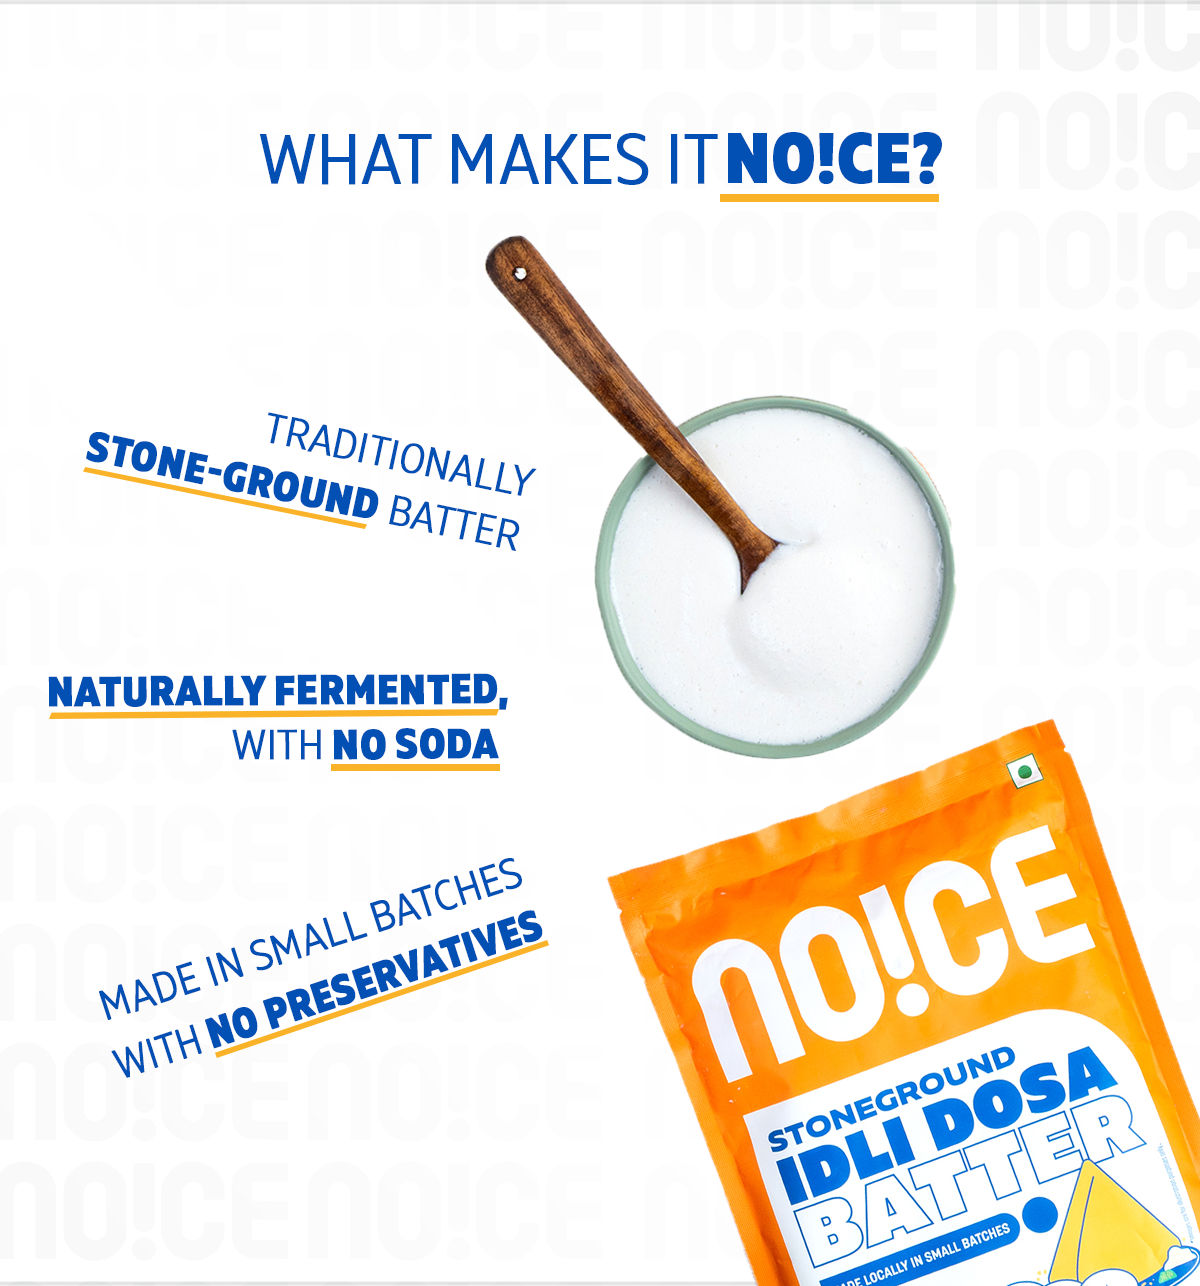 WHAT MAKES IT NO!CE?
TRADITIONALLY
STONE-GROUND BATTER
NATURALLY FERMENTED,
WITH NO SODA
MADE IN SMALL BATCHES
WITH NO PRESERVATIVES
NO!CE
STONEGROUND
IDLI DOSA
BATTER
LOCALLY IN SMALL BATCHES